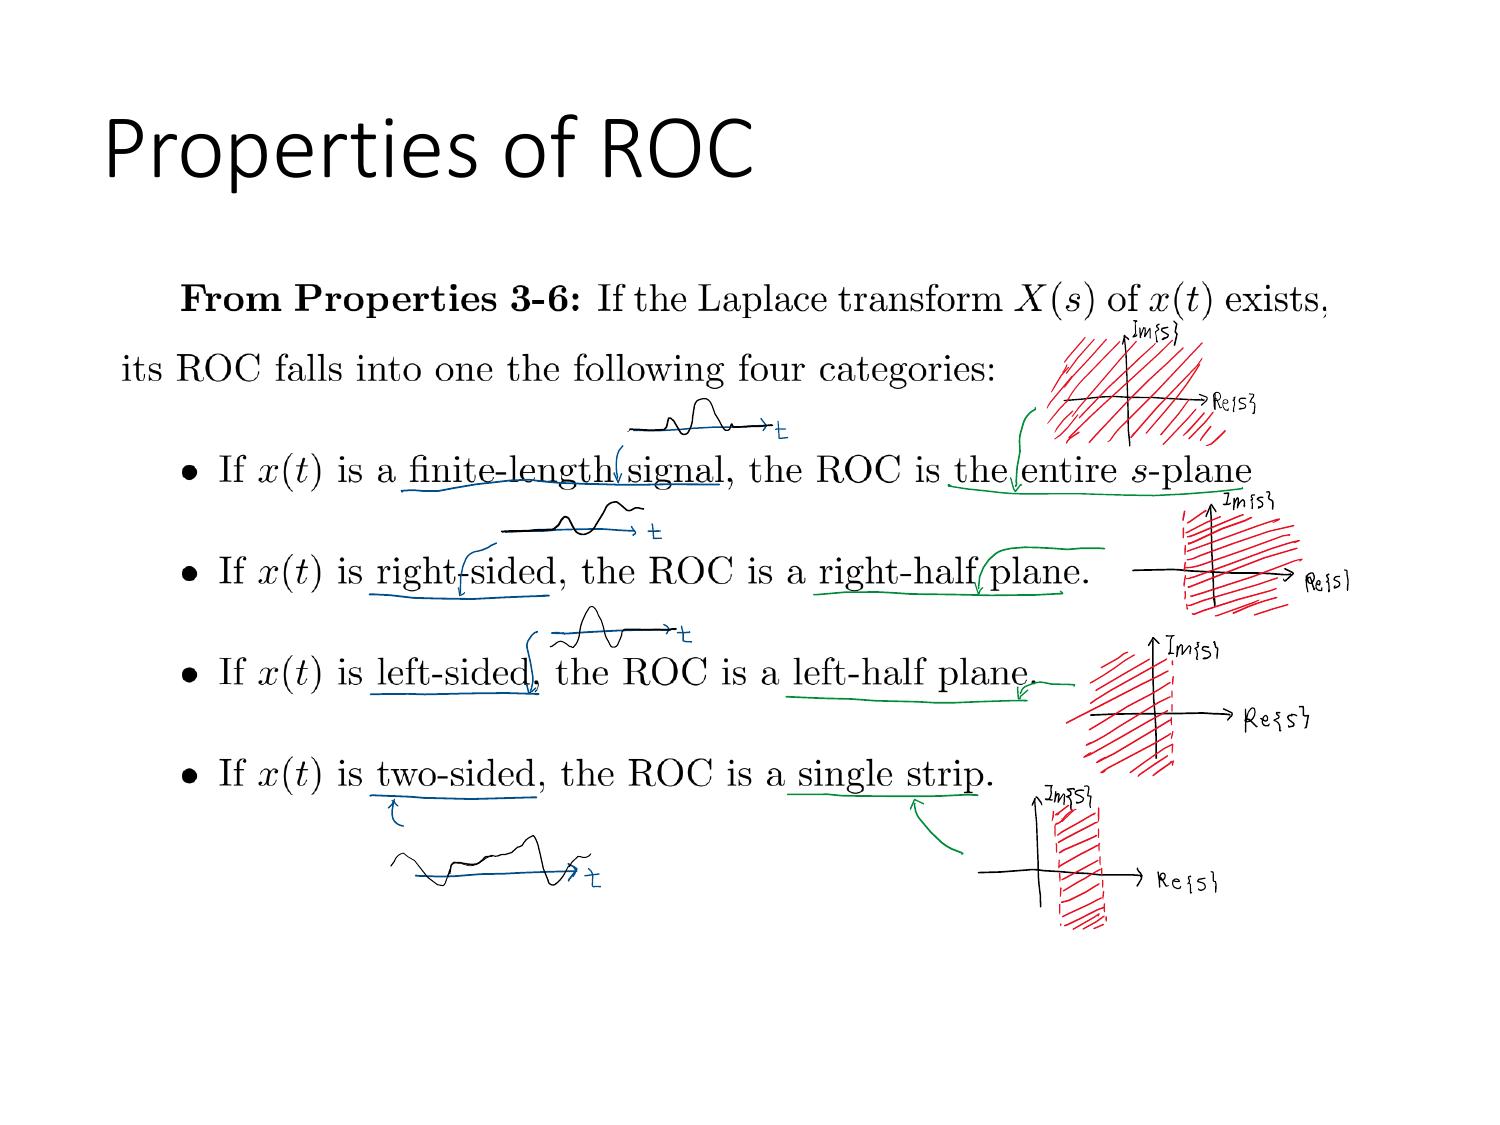 Properties of ROC
From Properties 3-6: If the Laplace transform X(s) of x(t) exists,
Im{s}
its ROC falls into one the following four categories:
Re{s}
t
• If x(t) is a finite-length signal, the ROC is the entire s-plane
Im{s}
t
• If x(t) is right-sided, the ROC is a right-half plane.
Re{s}
t
Im{s}
• If x(t) is left-sided, the ROC is a left-half plane.
Re{s}
• If x(t) is two-sided, the ROC is a single strip.
Im{s}
t
Re{s}